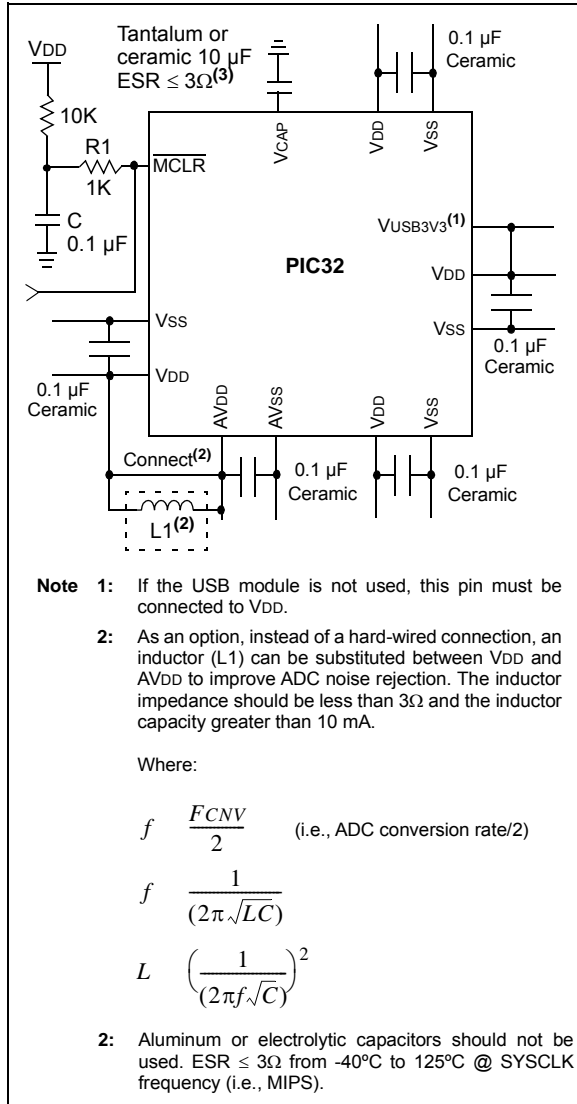 VDD
Tantalum or
ceramic 10 µF
ESR ≤ 3Ω(3)
0.1 µF
Ceramic
10K
R1
1K
C
0.1 µF
MCLR
VCAP
VDD
VSS
VUSB3V3(1)
PIC32
VDD
VSS
0.1 µF
Ceramic
VSS
VDD
0.1 µF
Ceramic
AVDD
AVSS
VDD
VSS
Connect(2)
L1(2)
0.1 µF
Ceramic
0.1 µF
Ceramic
Note 1: If the USB module is not used, this pin must be
connected to VDD.
2: As an option, instead of a hard-wired connection, an
inductor (L1) can be substituted between VDD and
AVDD to improve ADC noise rejection. The inductor
impedance should be less than 3Ω and the inductor
capacity greater than 10 mA.
Where:
f FCNV/2 (i.e., ADC conversion rate/2)
f 1/(2π√LC)
L (1/(2πf√C))²
2: Aluminum or electrolytic capacitors should not be
used. ESR ≤ 3Ω from -40ºC to 125ºC @ SYSCLK
frequency (i.e., MIPS).